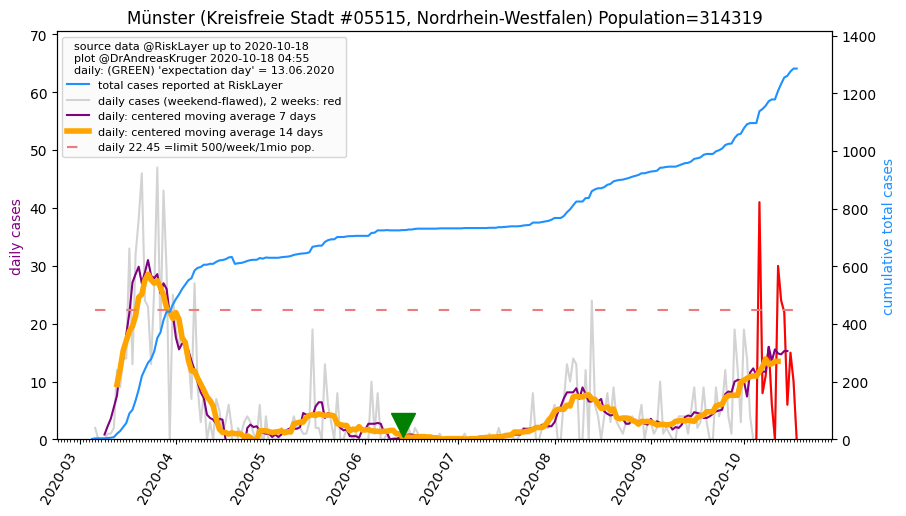 Münster (Kreisfreie Stadt #05515, Nordrhein-Westfalen) Population=314319
source data @RiskLayer up to 2020-10-18
plot @DrAndreasKruger 2020-10-18 04:55
daily: (GREEN) 'expectation day' = 13.06.2020
total cases reported at RiskLayer
daily cases (weekend-flawed), 2 weeks: red
daily: centered moving average 7 days
daily: centered moving average 14 days
daily 22.45 =limit 500/week/1mio pop.
daily cases
70
60
50
40
30
20
10
0
1400
1200
1000
800
600
400
200
0
cumulative total cases
2020-03
2020-04
2020-05
2020-06
2020-07
2020-08
2020-09
2020-10